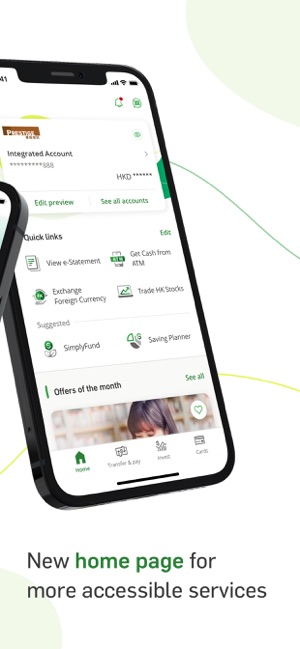 41
PRESTIGE
Integrated Account
*********888
HKD ******
Edit preview
See all accounts
Quick links
Edit
View e-Statement
Get Cash from
ATM
Exchange
Foreign Currency
Trade HK Stocks
Suggested
SimplyFund
Saving Planner
Offers of the month
See all
Home
Transfer & pay
Invest
Cards
New home page for
more accessible services